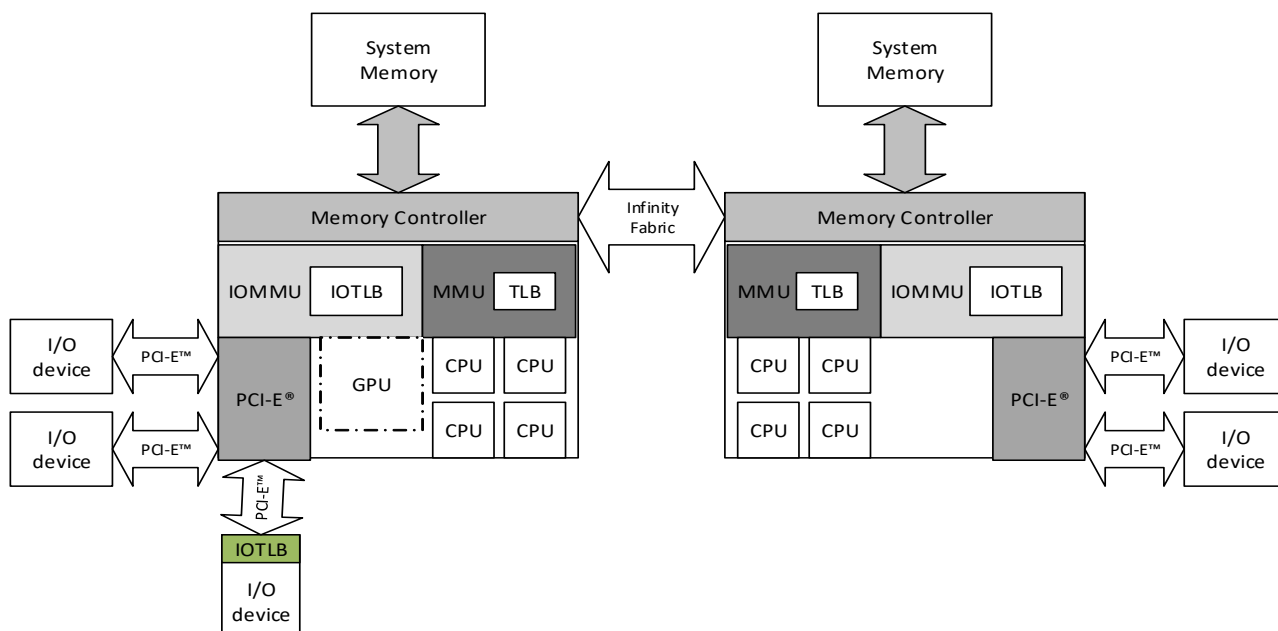 System
Memory
System
Memory
Memory Controller
Infinity
Fabric
Memory Controller
IOMMU
IOTLB
MMU
TLB
MMU
TLB
IOMMU
IOTLB
I/O
device
PCI-E™
PCI-E®
GPU
CPU
CPU
CPU
CPU
PCI-E®
PCI-E™
I/O
device
I/O
device
PCI-E™
CPU
CPU
CPU
CPU
PCI-E™
I/O
device
PCI-E™
IOTLB
I/O
device